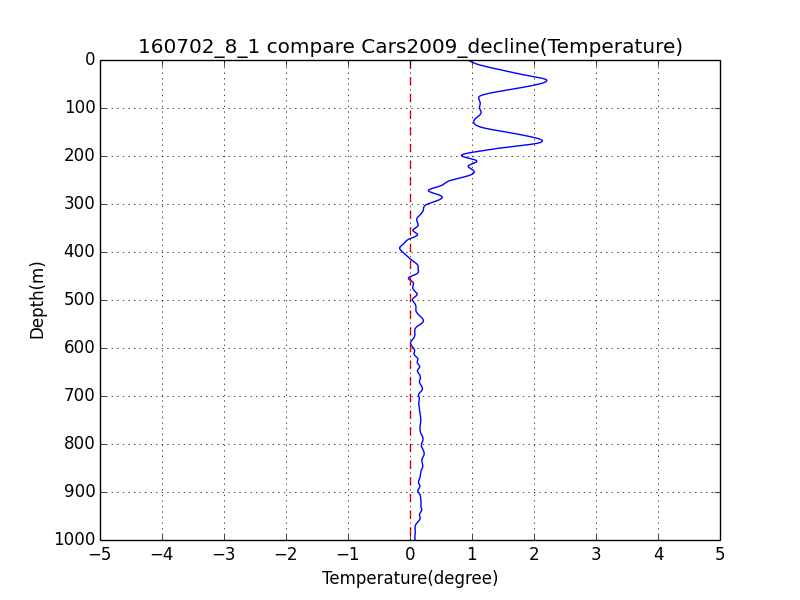 160702_8_1 compare Cars2009_decline(Temperature)
0
100
200
300
400
500
600
700
800
900
1000
Depth(m)
−5 −4 −3 −2 −1 0 1 2 3 4 5
Temperature(degree)